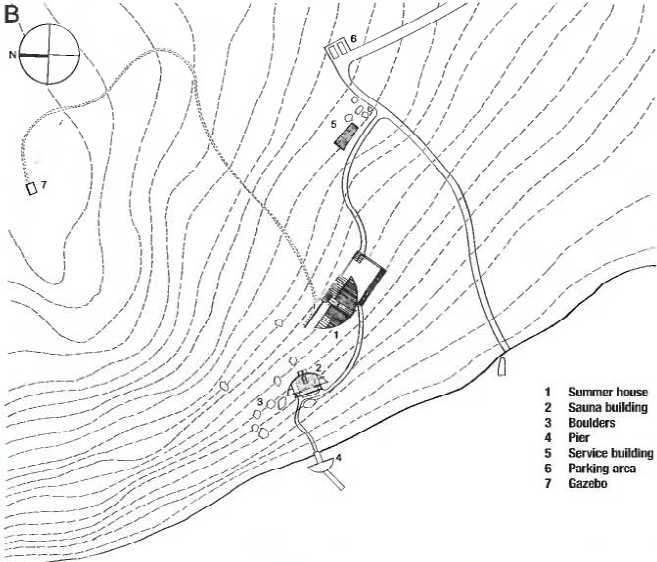 B
N
6
5
7
1
2
3
4
1 Summer house
2 Sauna building
3 Boulders
4 Pier
5 Service building
6 Parking area
7 Gazebo